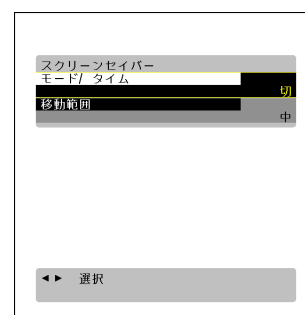 スクリーンセイバー
モード/ タイム
切
移動範囲
中
◄► 選択